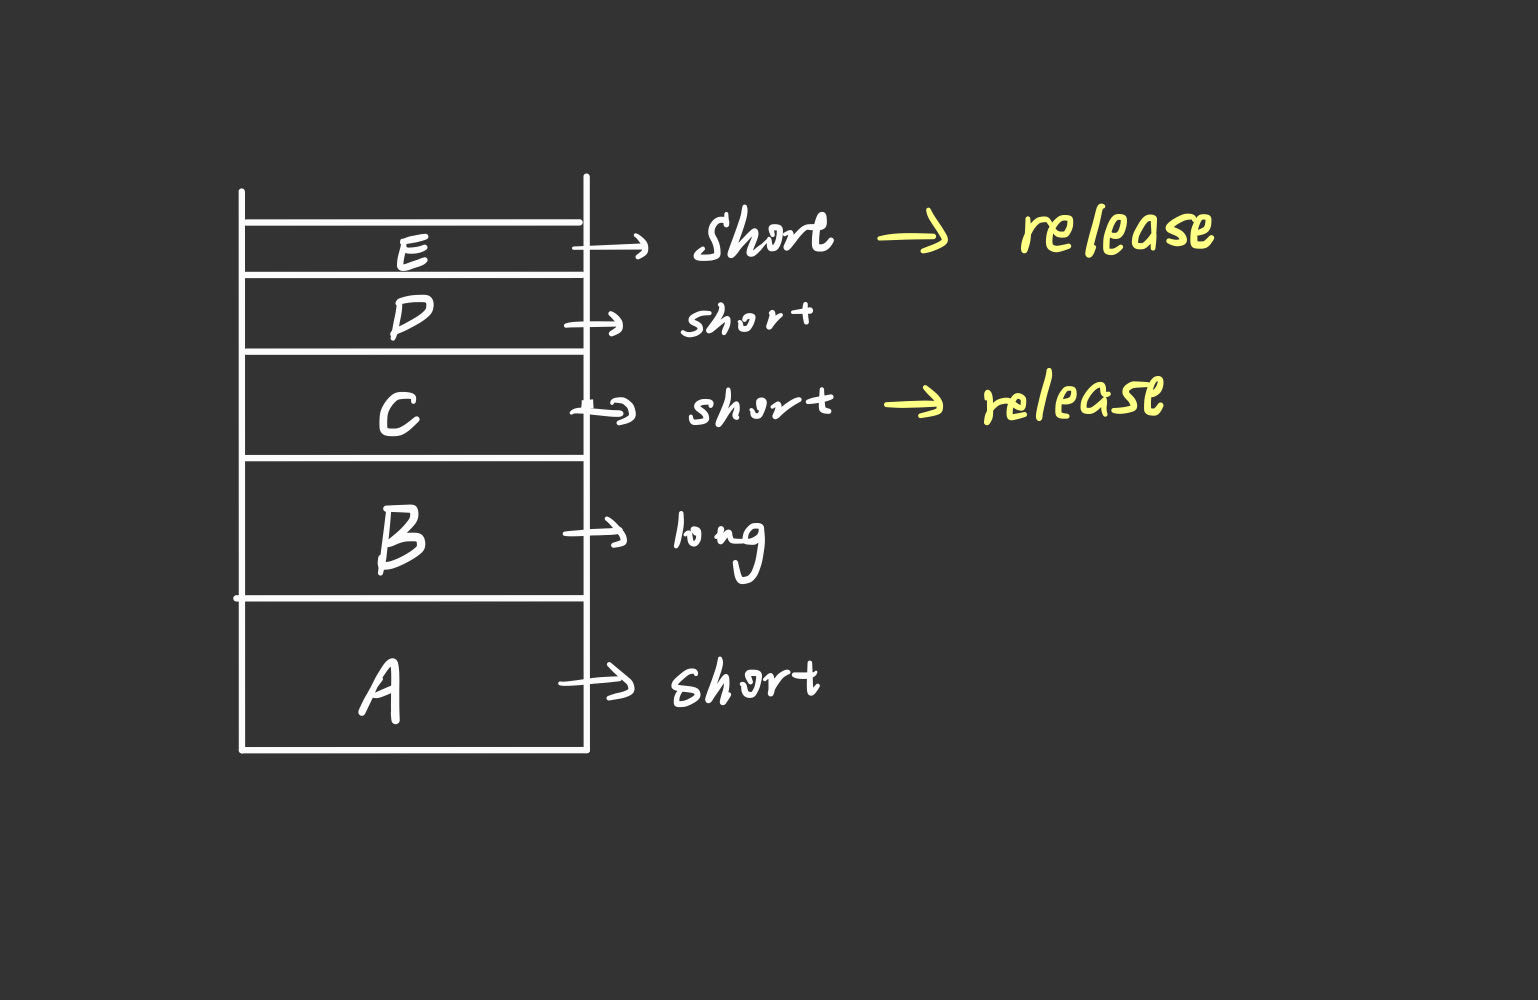 E → short → release
D → short
C → short → release
B → long
A → short